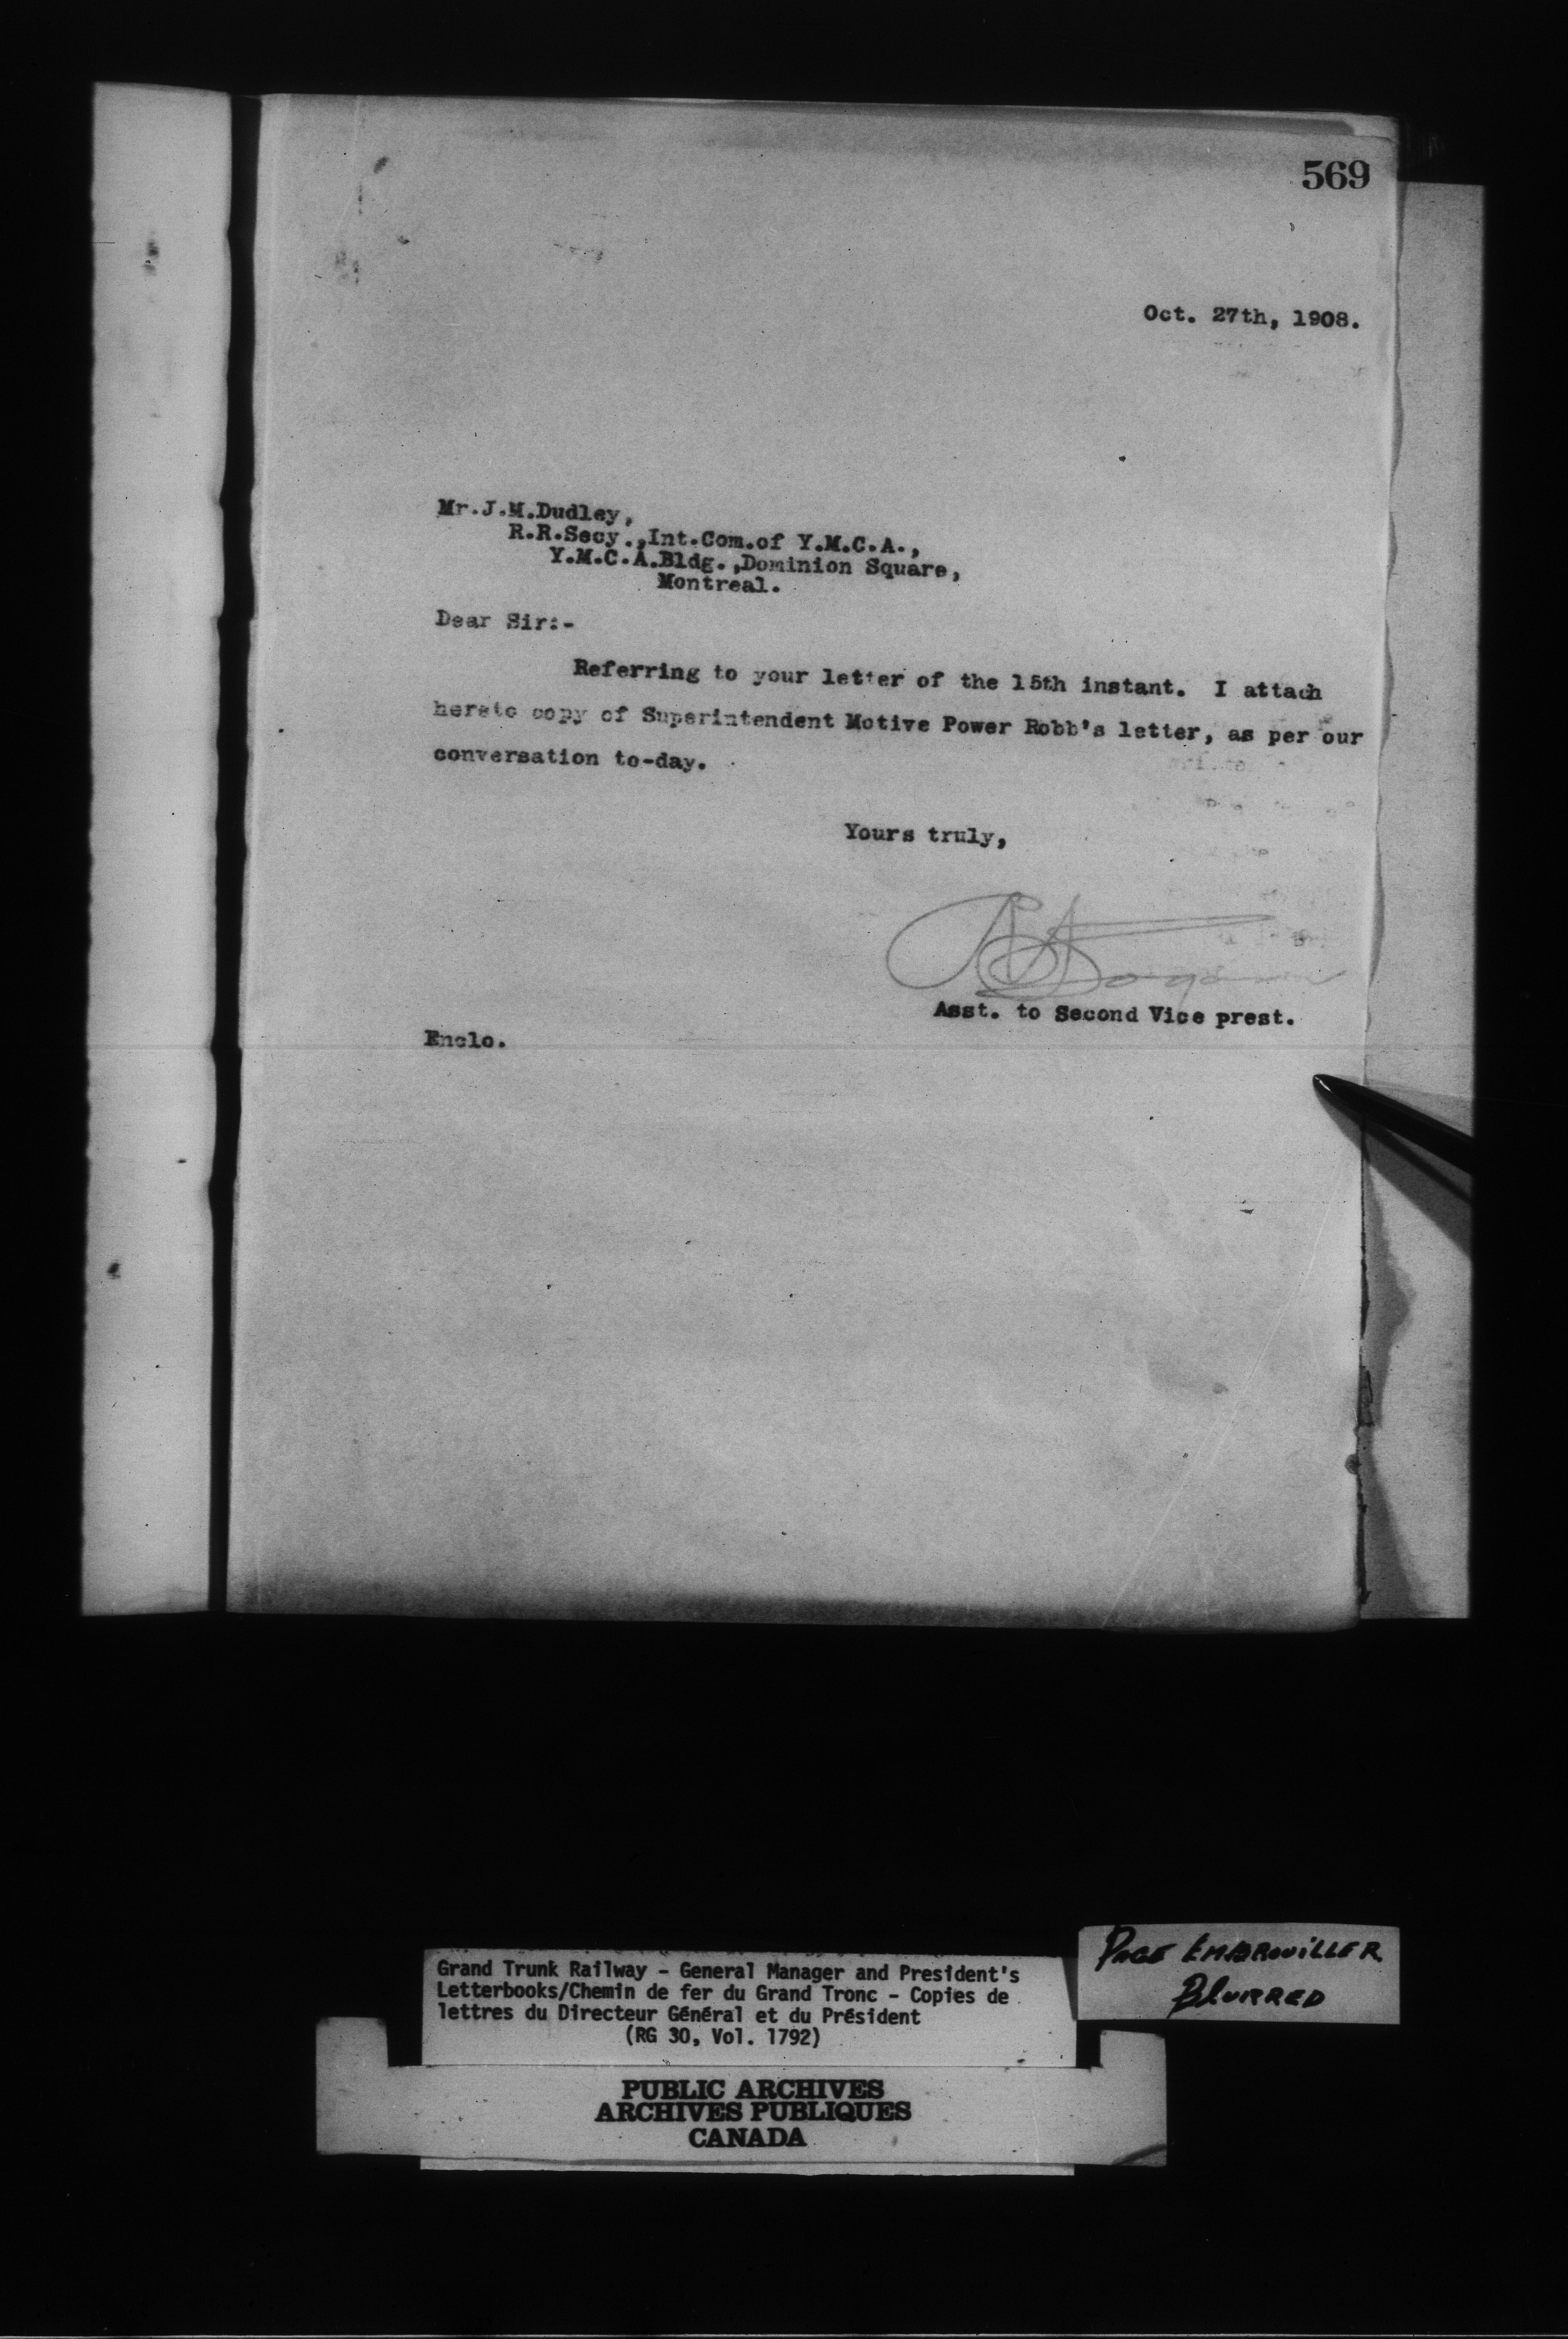 569
Oct. 27th, 1908.
Mr.J.M.Dudley,
R.R.Secy.,Int.Com.of Y.M.C.A.,
Y.M.C.A.Bldg.,Dominion Square,
Montreal.
Dear Sir:-
Referring to your letter of the 15th instant. I attach
hereto copy of Superintendent Motive Power Robb's letter, as per our
conversation to-day.
Yours truly,
Asst. to Second Vice prest.
Enclo.
PAGE EMBROUILLER
BLURRED
Grand Trunk Railway - General Manager and President's
Letterbooks/Chemin de fer du Grand Tronc - Copies de
lettres du Directeur Général et du Président
(RG 30, Vol. 1792)
PUBLIC ARCHIVES
ARCHIVES PUBLIQUES
CANADA